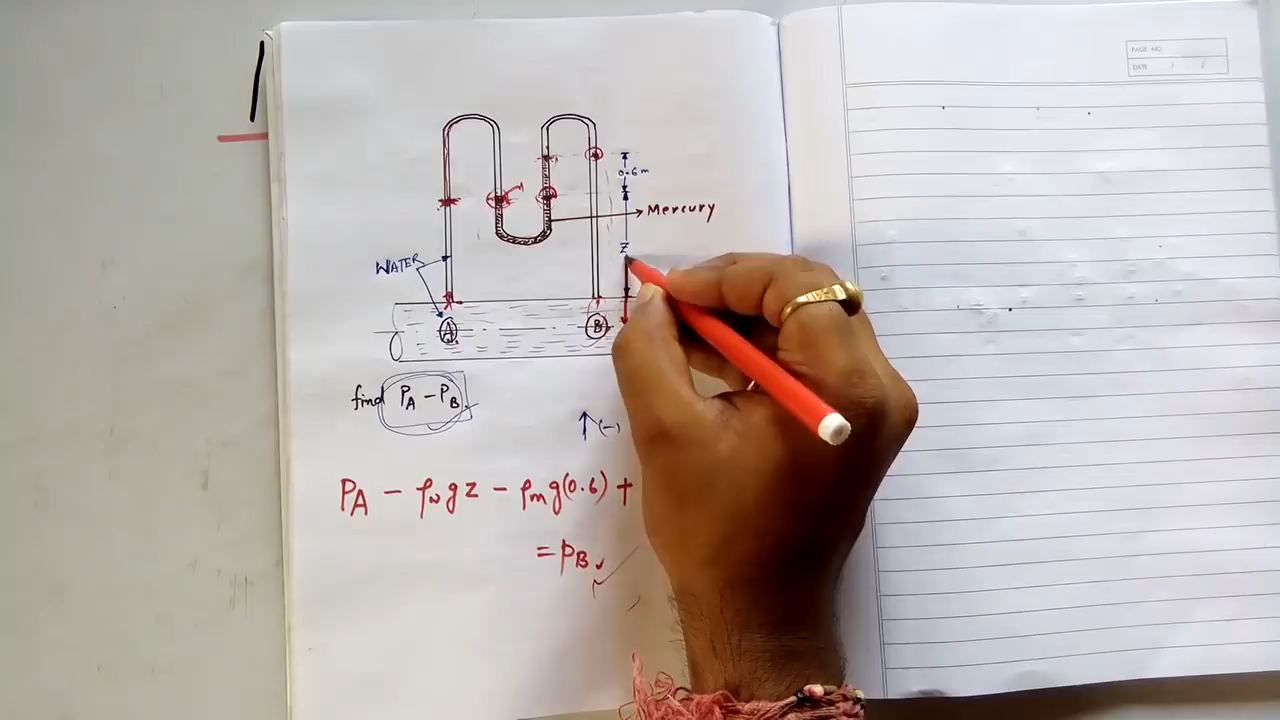 PAGE NO.
DATE / /
0.6 m
Mercury
Z
WATER
A
B
find PA - PB
↑(-)
PA - ρwgz - ρmg(0.6) +
= PB